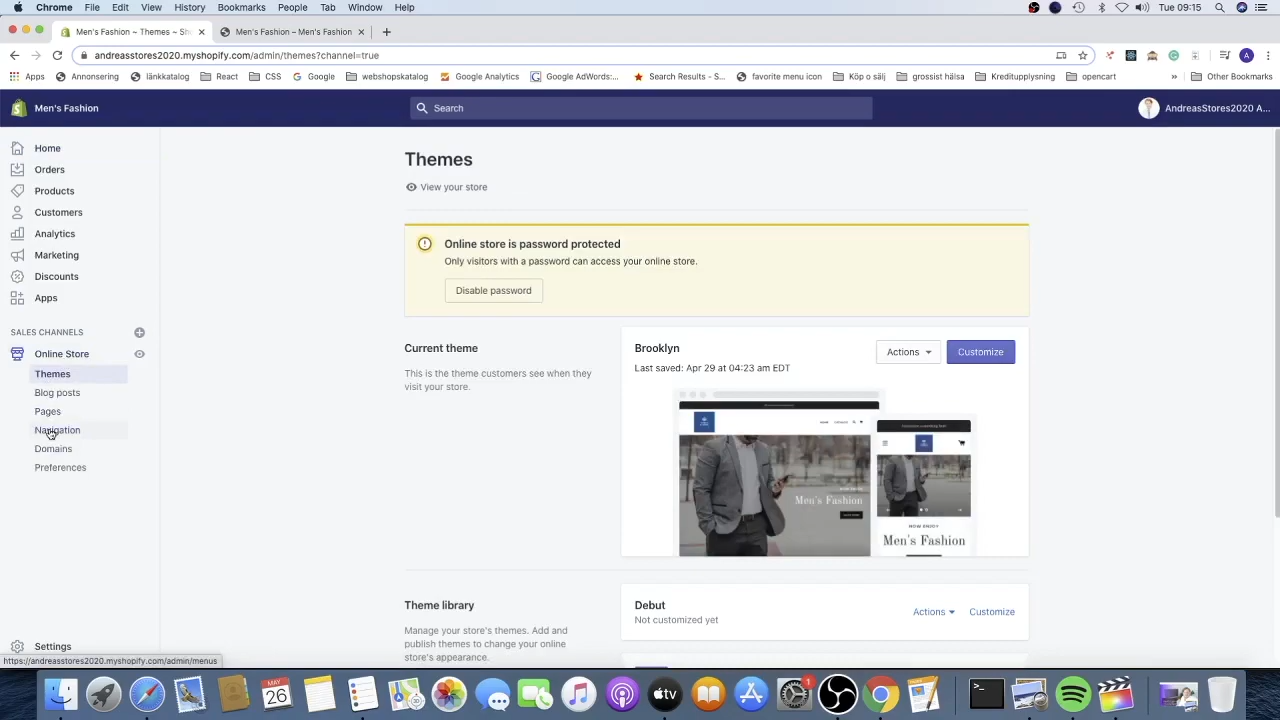 Chrome File Edit View History Bookmarks People Tab Window Help Tue 09:15
Men's Fashion ~ Themes ~ Sho Men's Fashion – Men's Fashion
andreasstores2020.myshopify.com/admin/themes?channel=true
Apps Annonsering länkkatalog React CSS Google webshopskatalog Google Analytics Google AdWords:... Search Results - S... favorite menu icon Köp o sälj grossist hälsa Kreditupplysning opencart » Other Bookmarks
Men's Fashion Search AndreasStores2020 A...
Home
Orders
Products
Customers
Analytics
Marketing
Discounts
Apps
SALES CHANNELS
Online Store
Themes
Blog posts
Pages
Navigation
Domains
Preferences
Settings
https://andreasstores2020.myshopify.com/admin/menus
Themes
View your store
Online store is password protected
Only visitors with a password can access your online store.
Disable password
Current theme
This is the theme customers see when they
visit your store.
Brooklyn
Last saved: Apr 29 at 04:23 am EDT
Actions Customize
Men's Fashion
NOW ENJOY
Men's Fashion
Theme library
Manage your store's themes. Add and
publish themes to change your online
store's appearance.
Debut
Not customized yet
Actions Customize
MAY
26
1
tv